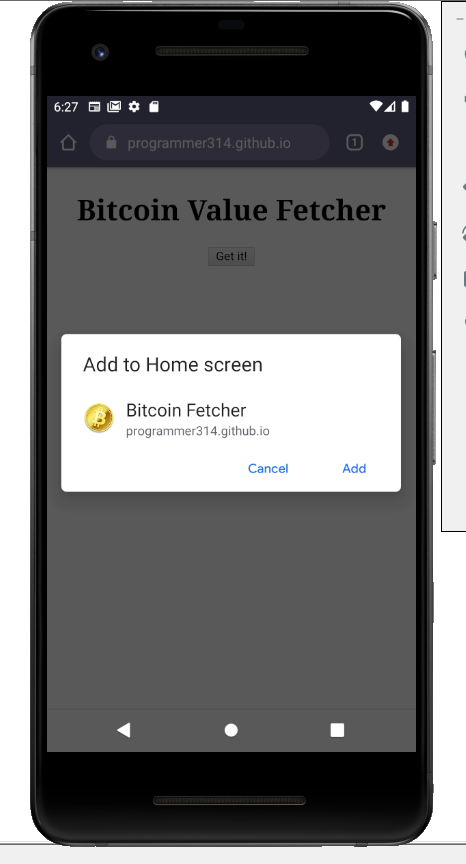 6:27
programmer314.github.io
1
Bitcoin Value Fetcher
Get it!
Add to Home screen
Bitcoin Fetcher
programmer314.github.io
Cancel Add